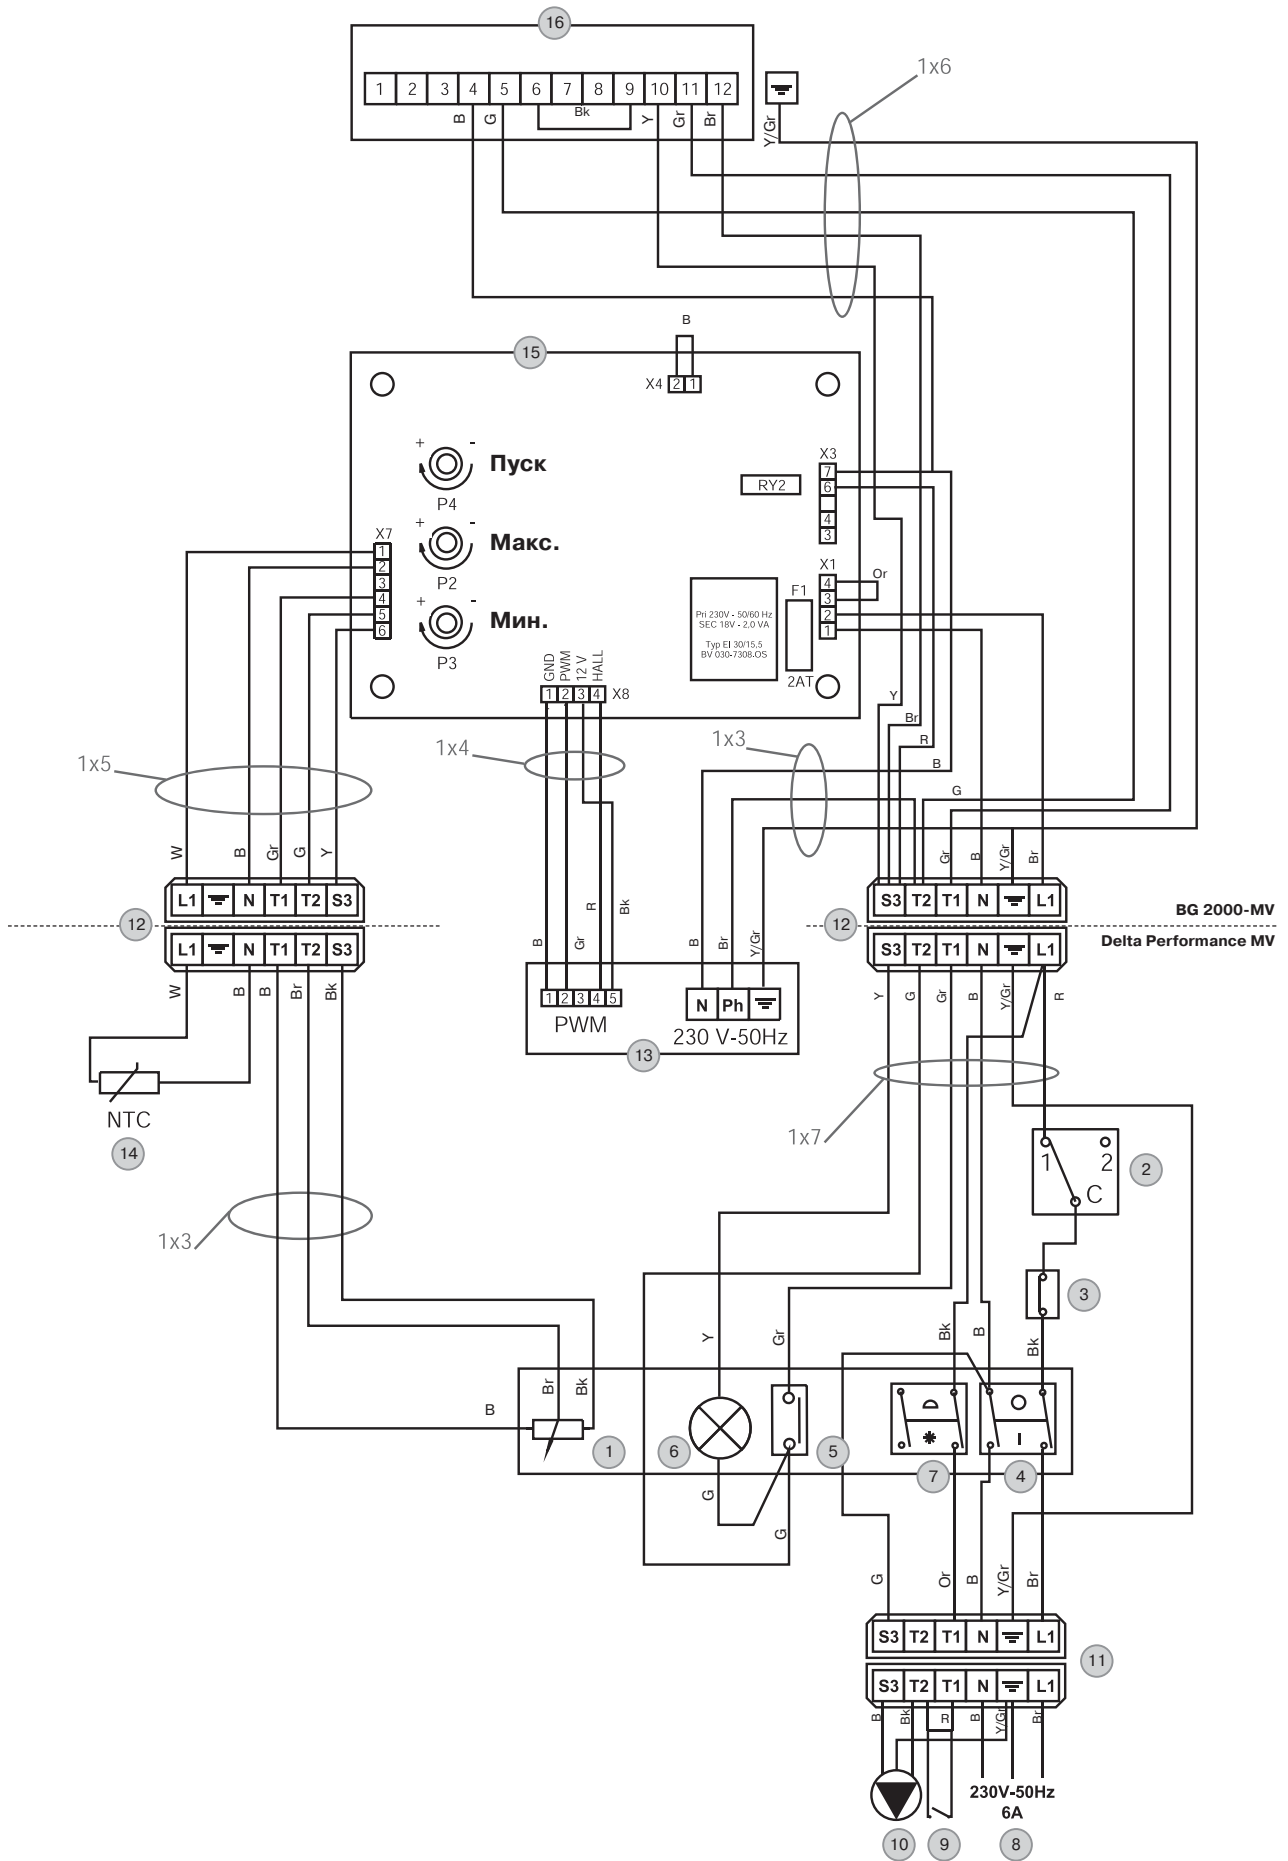 16
1x6
1 2 3 4 5 6 7 8 9 10 11 12
B G Bk Y Gr Br Y/Gr
B
15
X4 2 1
+ -
Пуск
P4
X3
7
6
4
3
RY2
+ -
Макс.
P2
X7
1
2
3
4
5
6
X1
4
3
2
1
Or
F1
Pri 230V - 50/60 Hz
SEC 18V - 2,0 VA
Typ EI 30/15,5
BV 030-7308.OS
+ -
Мин.
P3
2AT
GND PWM 12 V HALL
1 2 3 4 X8
Y
Br
R
B
G
1x5
1x4
1x3
W B Gr G Y
Gr B Y/Gr Br
L1 N T1 T2 S3
S3 T2 T1 N L1
12
12
BG 2000-MV
Delta Performance MV
L1 N T1 T2 S3
S3 T2 T1 N L1
R Bk
B Gr
B Br Y/Gr
W B B Br Bk
Y G Gr B Y/Gr R
1 2 3 4 5
PWM
N Ph
230 V-50Hz
13
NTC
14
1x7
1 2
C
2
1x3
3
Y Gr Bk B Bk
Br Bk
B
1
6
5
7
4
I
G
G
G Or B Y/Gr Br
S3 T2 T1 N L1
11
S3 T2 T1 N L1
B Bk R B Y/Gr Br
230V-50Hz
6A
10
9
8